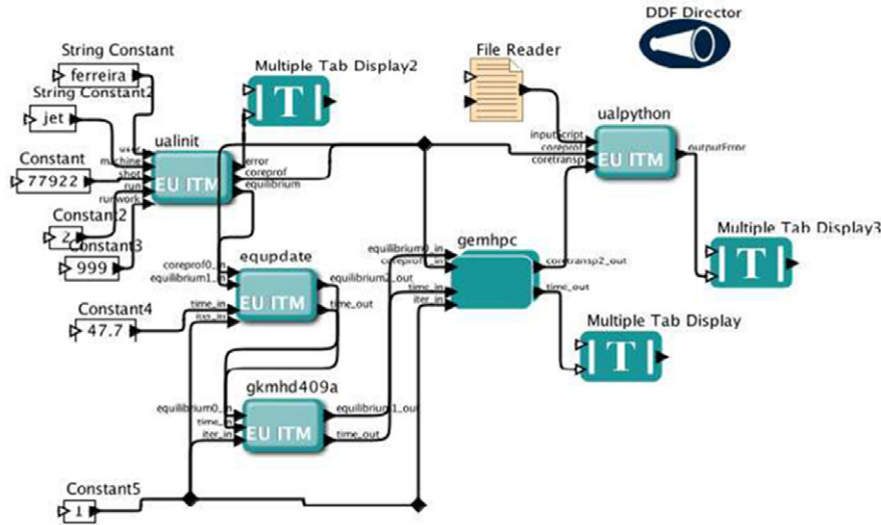 DDF Director
String Constant
ferreira
Multiple Tab Display2
T
File Reader
String Constant2
jet
ualinit
ualpython
user
machine
shot
run
runwork
EU ITM
error
coreprof
equilibrium
inputScript
coreprof
coretransp
EU ITM
outputError
Constant
77922
Constant2
2
Constant3
999
Multiple Tab Display3
T
equpdate
coreprof0_in
equilibrium1_in
time_in
EU ITM
equilibrium2_out
time_out
gemhpc
equilibrium0_in
time_in
iter_in
coretransp2_out
time_out
Constant4
47.7
Multiple Tab Display
T
gkmhd409a
equilibrium0_in
time_in
iter_in
EU ITM
equilibrium1_out
time_out
Constant5
1